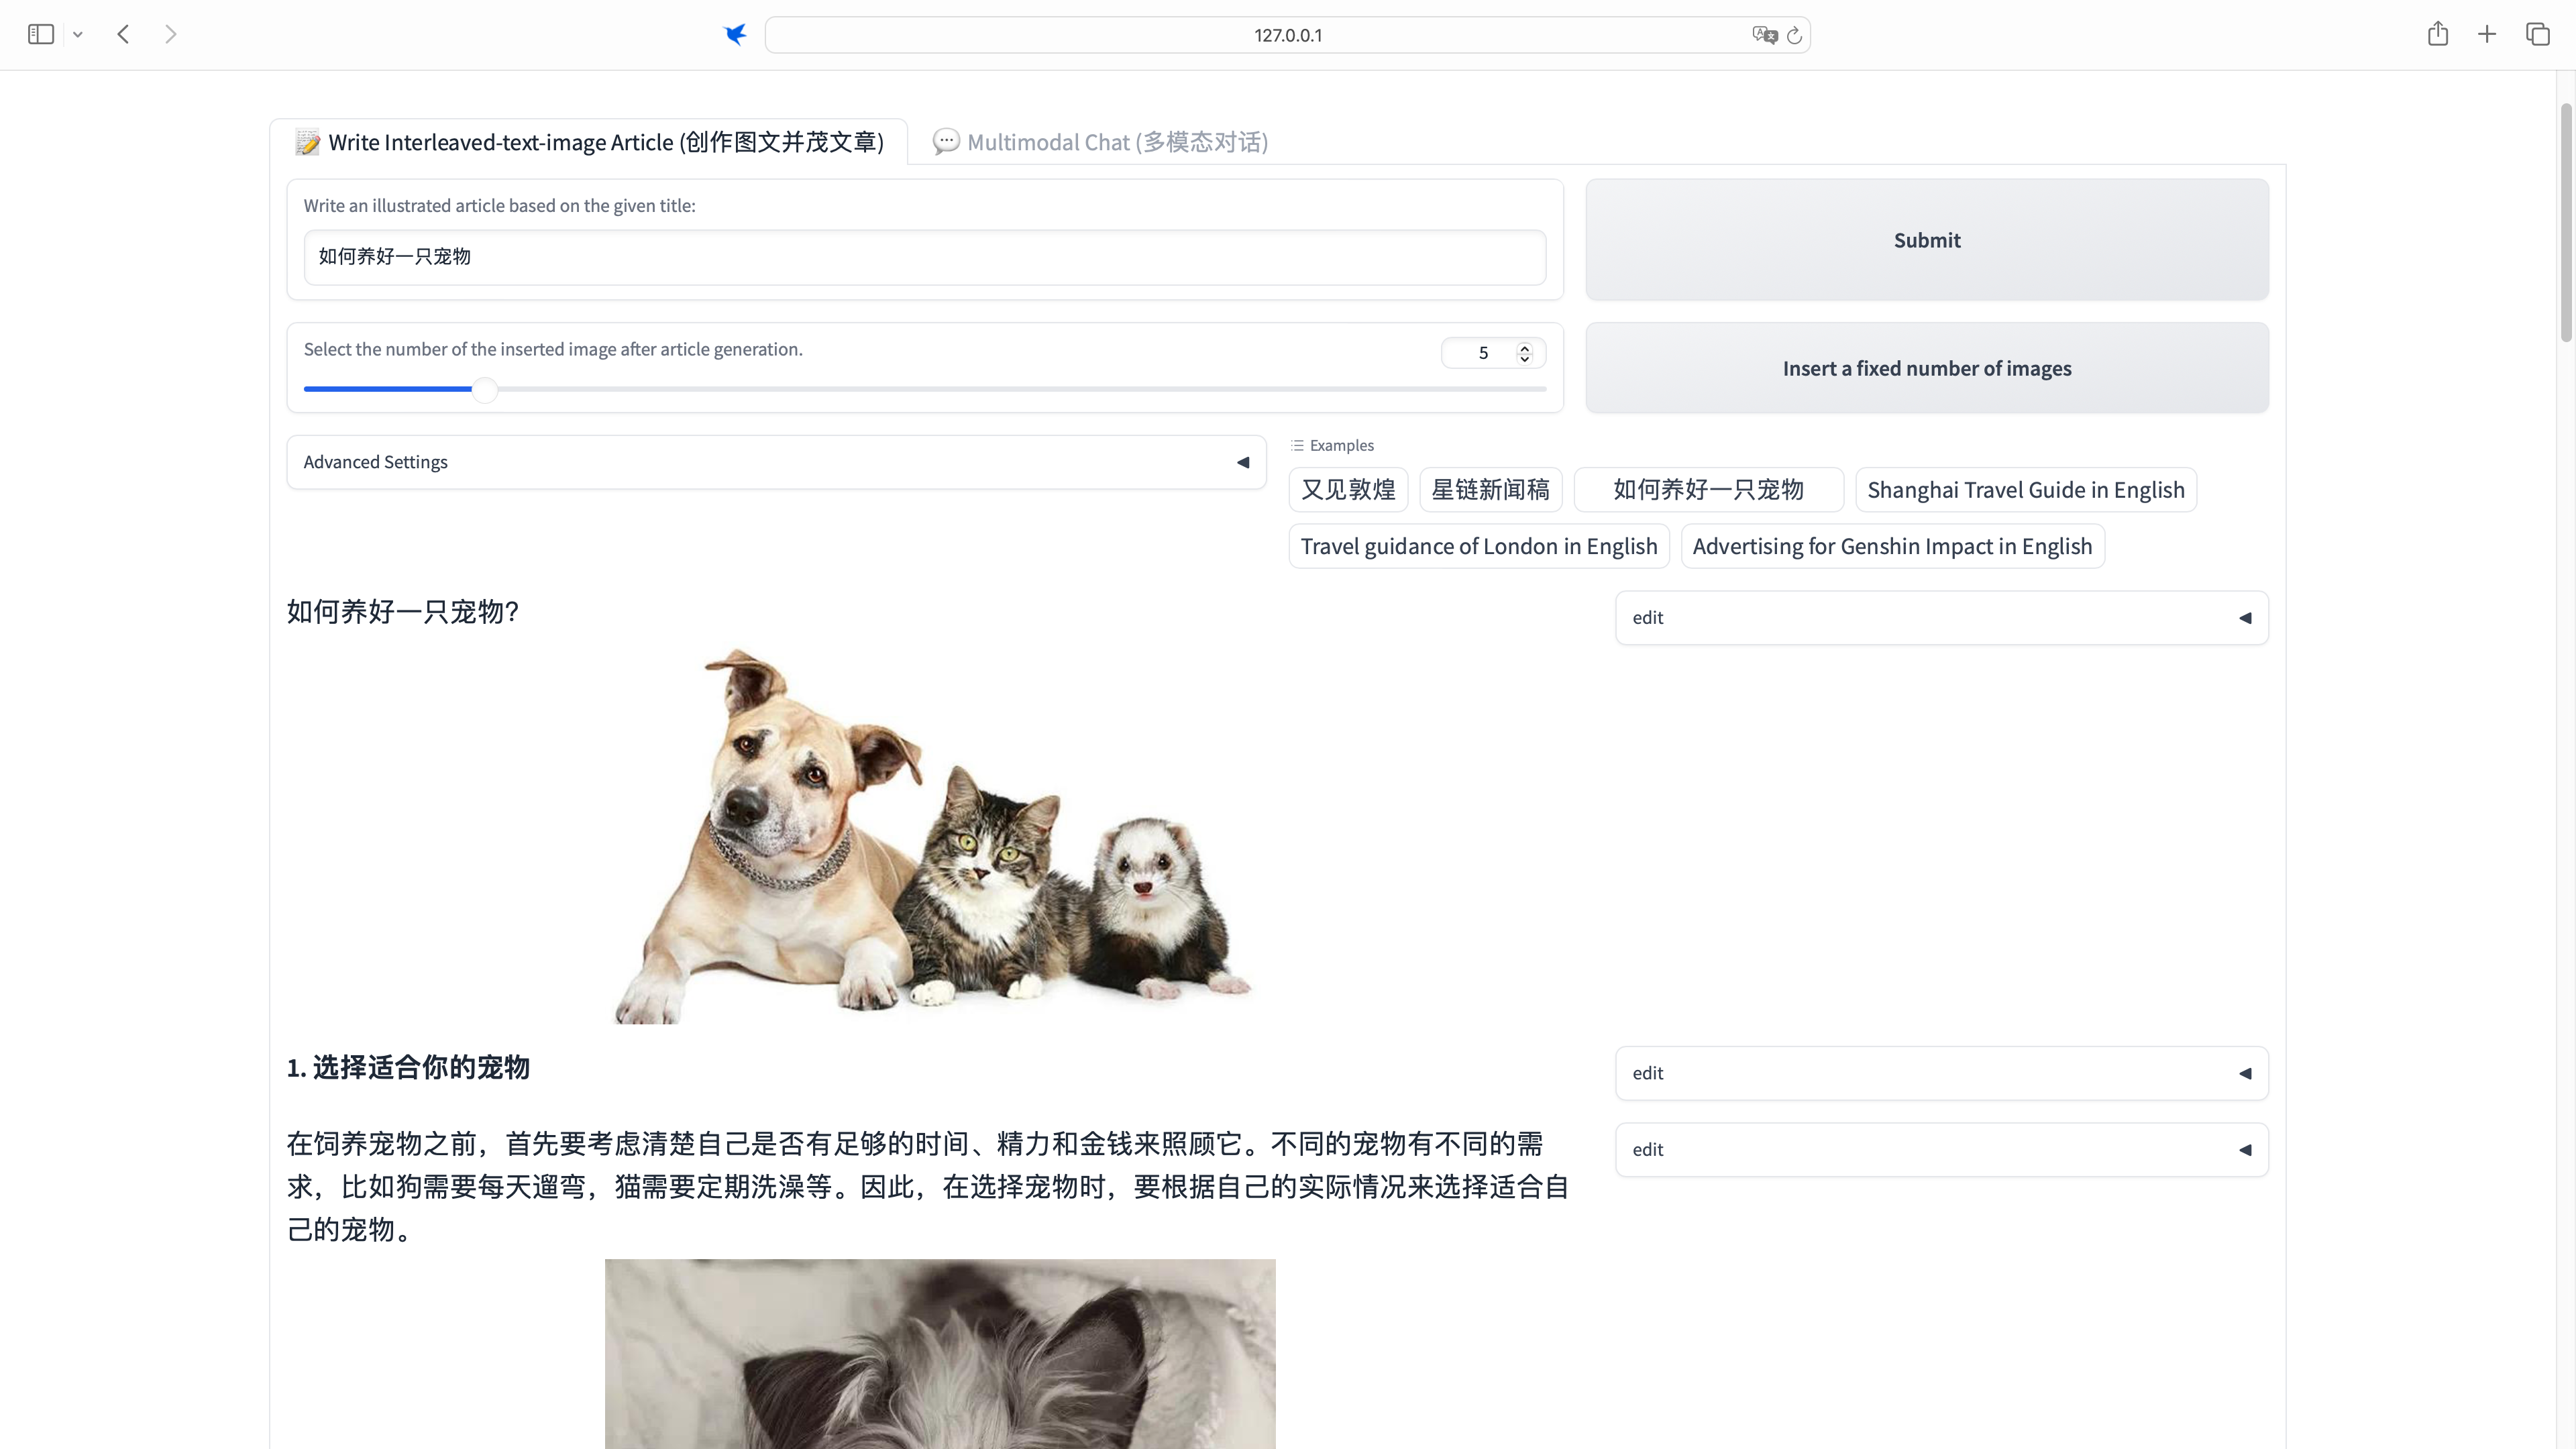 127.0.0.1
Write Interleaved-text-image Article (创作图文并茂文章)
Multimodal Chat (多模态对话)
Write an illustrated article based on the given title:
如何养好一只宠物
Submit
Select the number of the inserted image after article generation.
5
Insert a fixed number of images
Advanced Settings
Examples
又见敦煌
星链新闻稿
如何养好一只宠物
Shanghai Travel Guide in English
Travel guidance of London in English
Advertising for Genshin Impact in English
如何养好一只宠物?
edit
1. 选择适合你的宠物
edit
在饲养宠物之前，首先要考虑清楚自己是否有足够的时间、精力和金钱来照顾它。不同的宠物有不同的需
求，比如狗需要每天遛弯，猫需要定期洗澡等。因此，在选择宠物时，要根据自己的实际情况来选择适合自
己的宠物。
edit